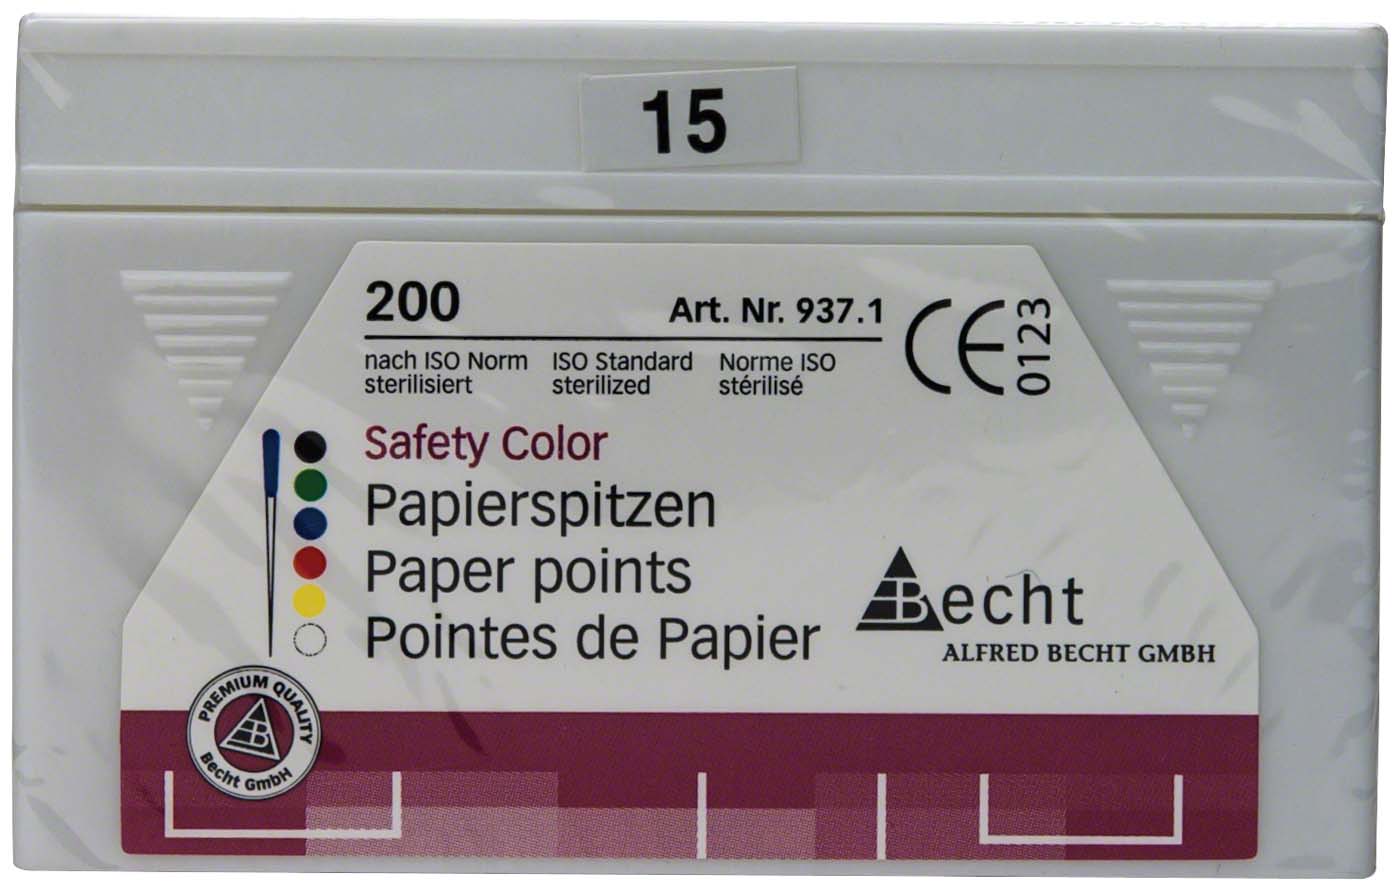 15
200 Art. Nr. 937.1
CE 0123
nach ISO Norm sterilisiert
ISO Standard sterilized
Norme ISO stérilisé
Safety Color
Papierspitzen
Paper points
Pointes de Papier
Becht
ALFRED BECHT GMBH
PREMIUM QUALITY
B
Becht GmbH